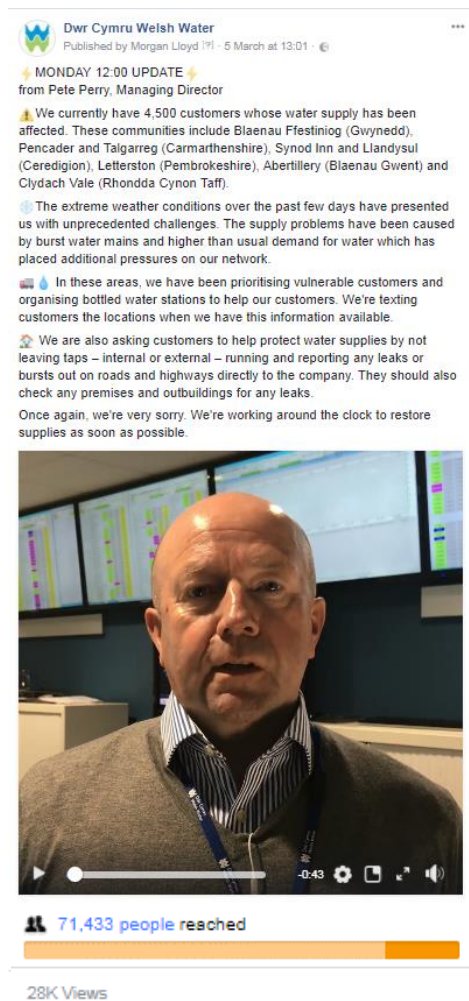 Dwr Cymru Welsh Water
Published by Morgan Lloyd [?] · 5 March at 13:01 ·
⚡MONDAY 12:00 UPDATE⚡
from Pete Perry, Managing Director
⚠️We currently have 4,500 customers whose water supply has been
affected. These communities include Blaenau Ffestiniog (Gwynedd),
Pencader and Talgarreg (Carmarthenshire), Synod Inn and Llandysul
(Ceredigion), Letterston (Pembrokeshire), Abertillery (Blaenau Gwent) and
Clydach Vale (Rhondda Cynon Taff).
❄️The extreme weather conditions over the past few days have presented
us with unprecedented challenges. The supply problems have been caused
by burst water mains and higher than usual demand for water which has
placed additional pressures on our network.
🚛💧 In these areas, we have been prioritising vulnerable customers and
organising bottled water stations to help our customers. We're texting
customers the locations when we have this information available.
🏠 We are also asking customers to help protect water supplies by not
leaving taps – internal or external – running and reporting any leaks or
bursts out on roads and highways directly to the company. They should also
check any premises and outbuildings for any leaks.
Once again, we're very sorry. We're working around the clock to restore
supplies as soon as possible.
-0:43
71,433 people reached
28K Views